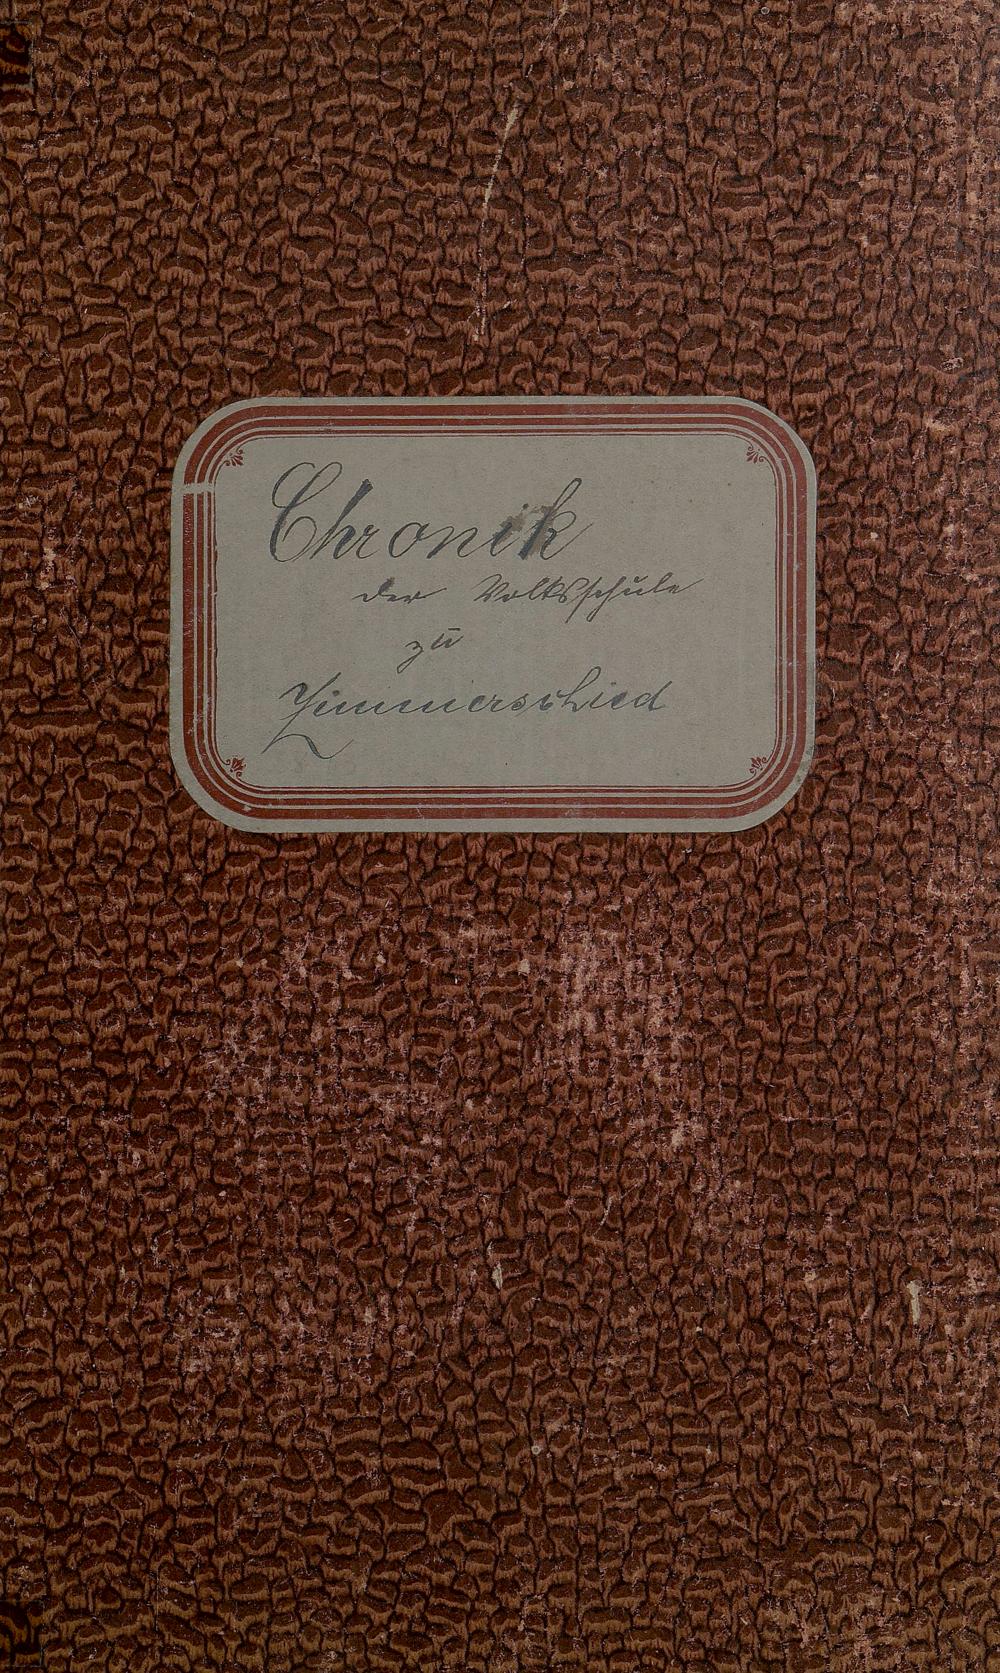 Chronik
der Volksschule
zu
Zimmerschied